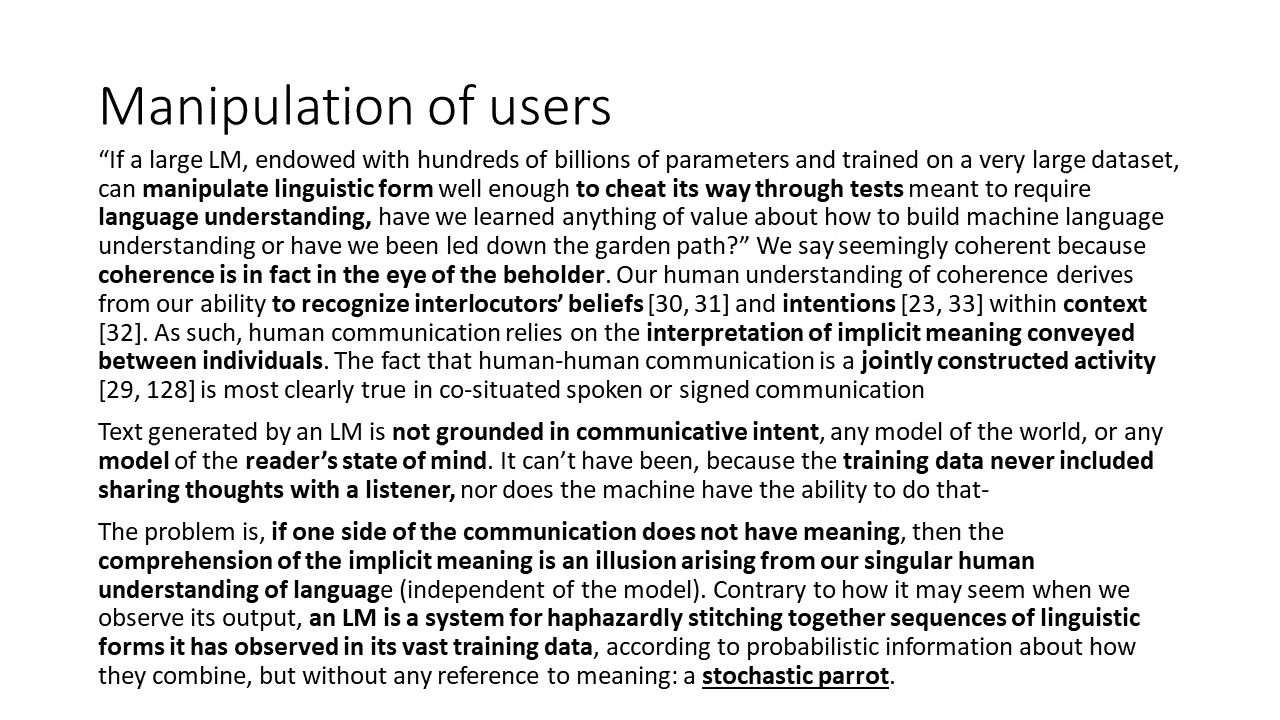 Manipulation of users
“If a large LM, endowed with hundreds of billions of parameters and trained on a very large dataset,
can manipulate linguistic form well enough to cheat its way through tests meant to require
language understanding, have we learned anything of value about how to build machine language
understanding or have we been led down the garden path?” We say seemingly coherent because
coherence is in fact in the eye of the beholder. Our human understanding of coherence derives
from our ability to recognize interlocutors’ beliefs [30, 31] and intentions [23, 33] within context
[32]. As such, human communication relies on the interpretation of implicit meaning conveyed
between individuals. The fact that human-human communication is a jointly constructed activity
[29, 128] is most clearly true in co-situated spoken or signed communication
Text generated by an LM is not grounded in communicative intent, any model of the world, or any
model of the reader’s state of mind. It can’t have been, because the training data never included
sharing thoughts with a listener, nor does the machine have the ability to do that-
The problem is, if one side of the communication does not have meaning, then the
comprehension of the implicit meaning is an illusion arising from our singular human
understanding of language (independent of the model). Contrary to how it may seem when we
observe its output, an LM is a system for haphazardly stitching together sequences of linguistic
forms it has observed in its vast training data, according to probabilistic information about how
they combine, but without any reference to meaning: a stochastic parrot.